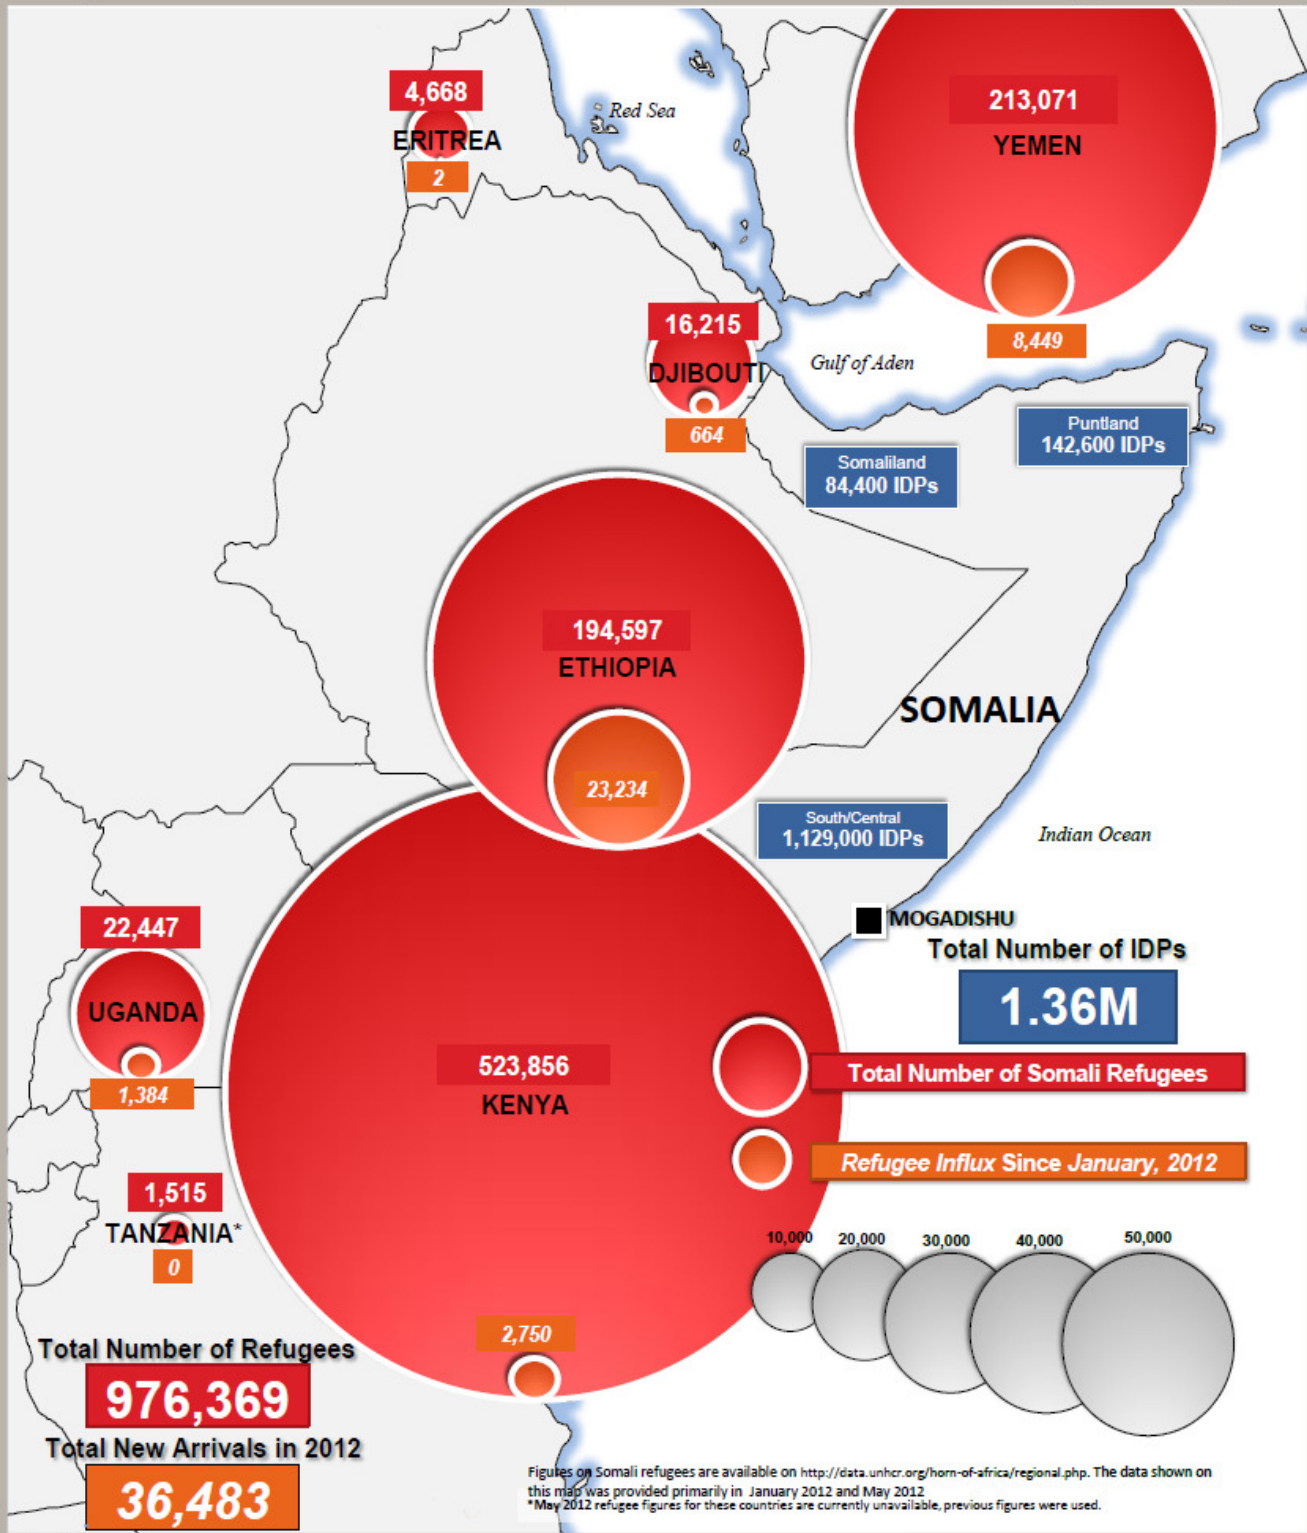 4,668
ERITREA
2
Red Sea
213,071
YEMEN
8,449
16,215
DJIBOUTI
664
Gulf of Aden
Puntland
142,600 IDPs
Somaliland
84,400 IDPs
194,597
ETHIOPIA
23,234
SOMALIA
South/Central
1,129,000 IDPs
Indian Ocean
MOGADISHU
Total Number of IDPs
1.36M
22,447
UGANDA
1,384
523,856
KENYA
2,750
Total Number of Somali Refugees
Refugee Influx Since January, 2012
1,515
TANZANIA*
0
10,000 20,000 30,000 40,000 50,000
Total Number of Refugees
976,369
Total New Arrivals in 2012
36,483
Figures on Somali refugees are available on http://data.unhcr.org/horn-of-africa/regional.php. The data shown on
this map was provided primarily in January 2012 and May 2012
*May 2012 refugee figures for these countries are currently unavailable, previous figures were used.